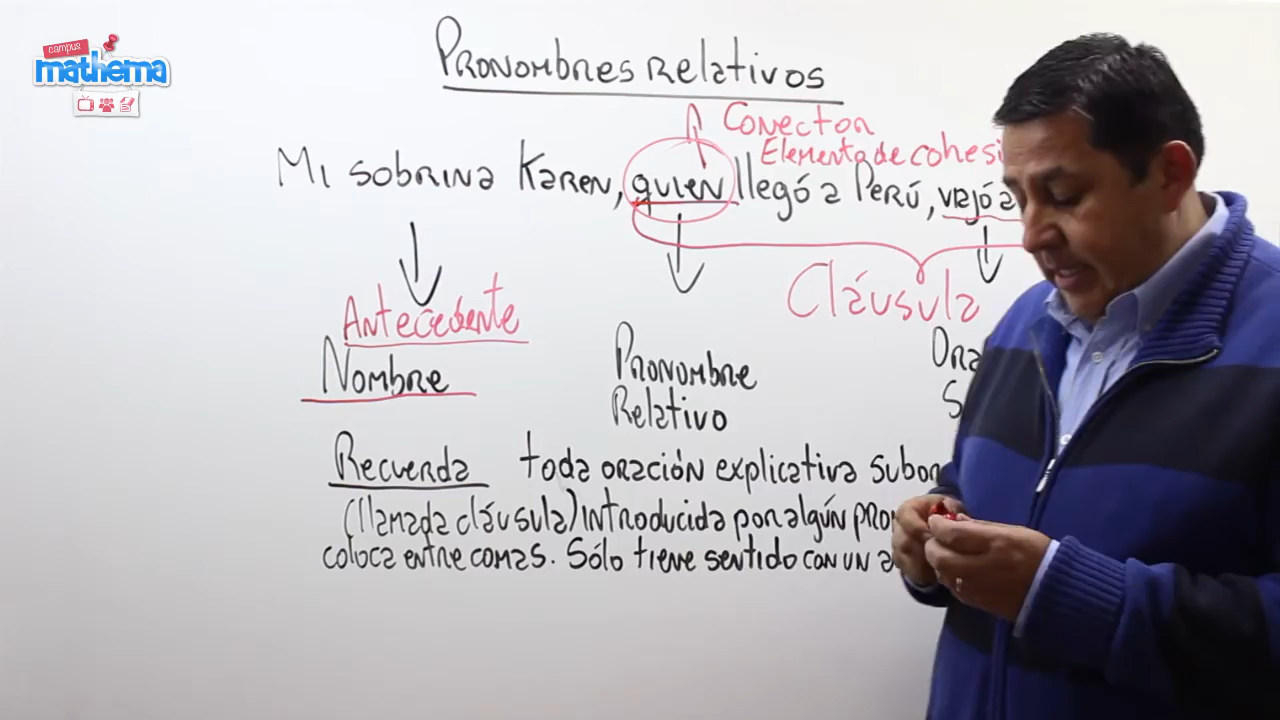 campus
mathema
Pronombres Relativos
Conector
Elemento de cohesi
Mi sobrina Karen, quien llegó a Perú, viajó a
Cláusula
Antecedente
Nombre
Pronombre
Relativo
Ora
S
Recuerda toda oración explicativa subor
(llamada cláusula) introducida por algún pro
coloca entre comas. Sólo tiene sentido con un a